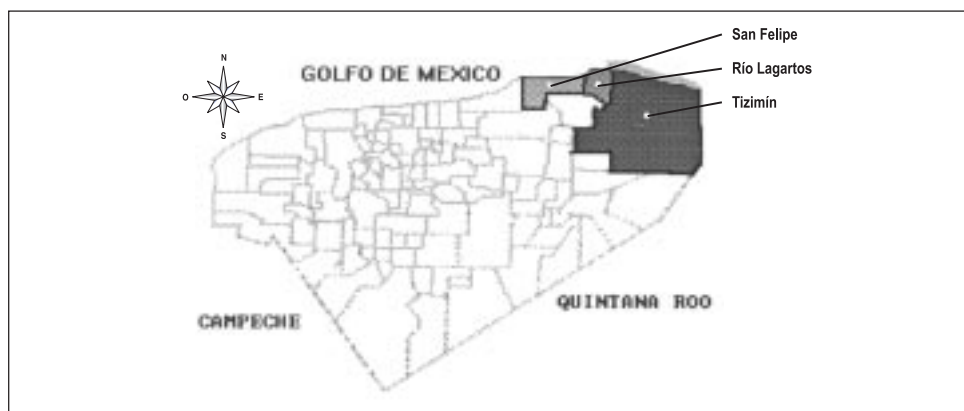 San Felipe
Río Lagartos
Tizimín
GOLFO DE MEXICO
N
O E
S
CAMPECHE
QUINTANA ROO